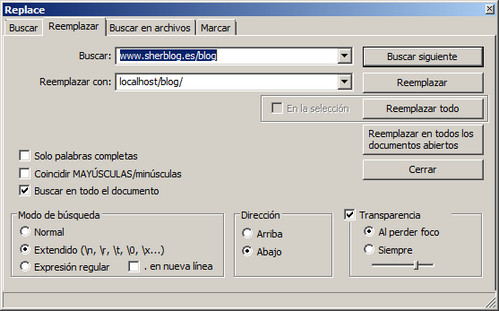 Replace
Buscar Reemplazar Buscar en archivos Marcar
Buscar: www.sherblog.es/blog Buscar siguiente
Reemplazar con: localhost/blog/ Reemplazar
En la selección Reemplazar todo
Reemplazar en todos los
documentos abiertos
Solo palabras completas
Coincidir MAYÚSCULAS/minúsculas Cerrar
Buscar en todo el documento
Modo de búsqueda Dirección Transparencia
Normal Arriba Al perder foco
Extendido (\n, \r, \t, \0, \x...) Abajo Siempre
Expresión regular . en nueva línea